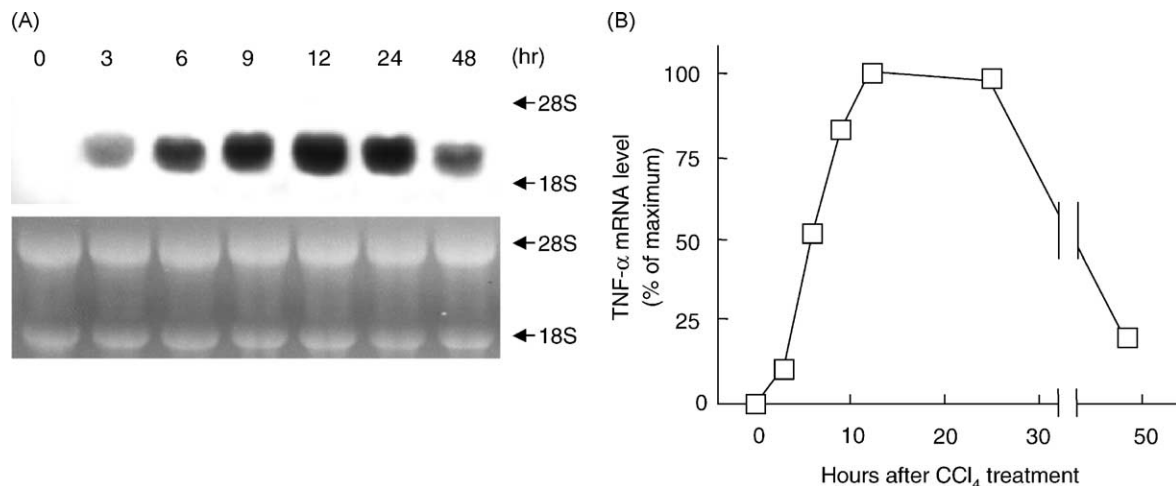 (A)
0 3 6 9 12 24 48 (hr)
28S
18S
28S
18S
(B)
TNF-α mRNA level
(% of maximum)
100
75
50
25
0
0 10 20 30 50
Hours after CCl₄ treatment